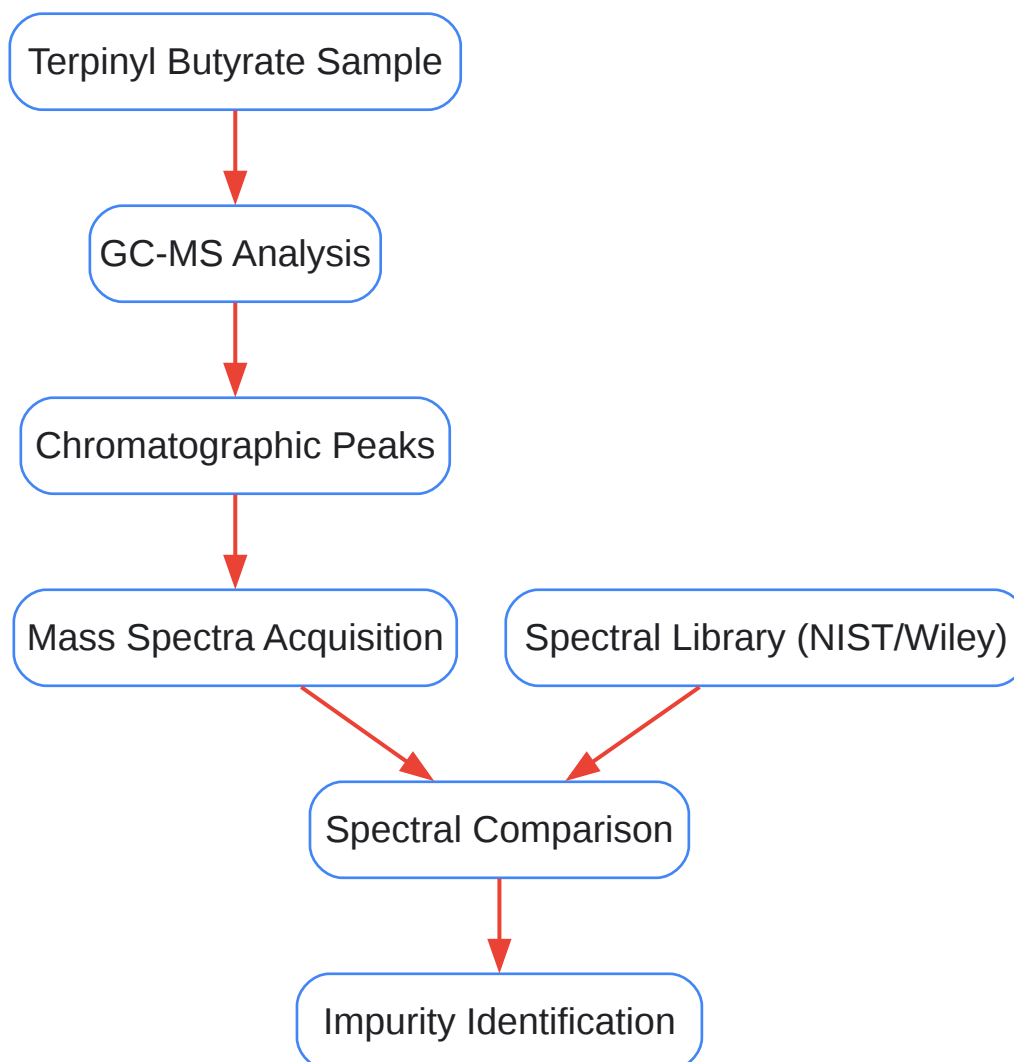 Terpinyl Butyrate Sample
GC-MS Analysis
Chromatographic Peaks
Mass Spectra Acquisition
Spectral Library (NIST/Wiley)
Spectral Comparison
Impurity Identification